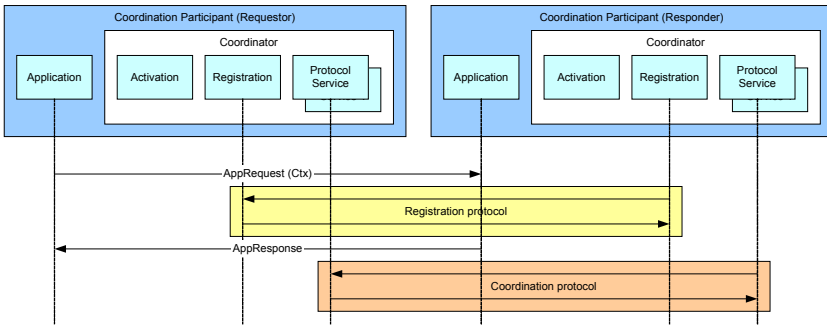 Coordination Participant (Requestor)
Coordinator
Application
Activation
Registration
Protocol
Service
Coordination Participant (Responder)
Coordinator
Application
Activation
Registration
Protocol
Service
AppRequest (Ctx)
Registration protocol
AppResponse
Coordination protocol